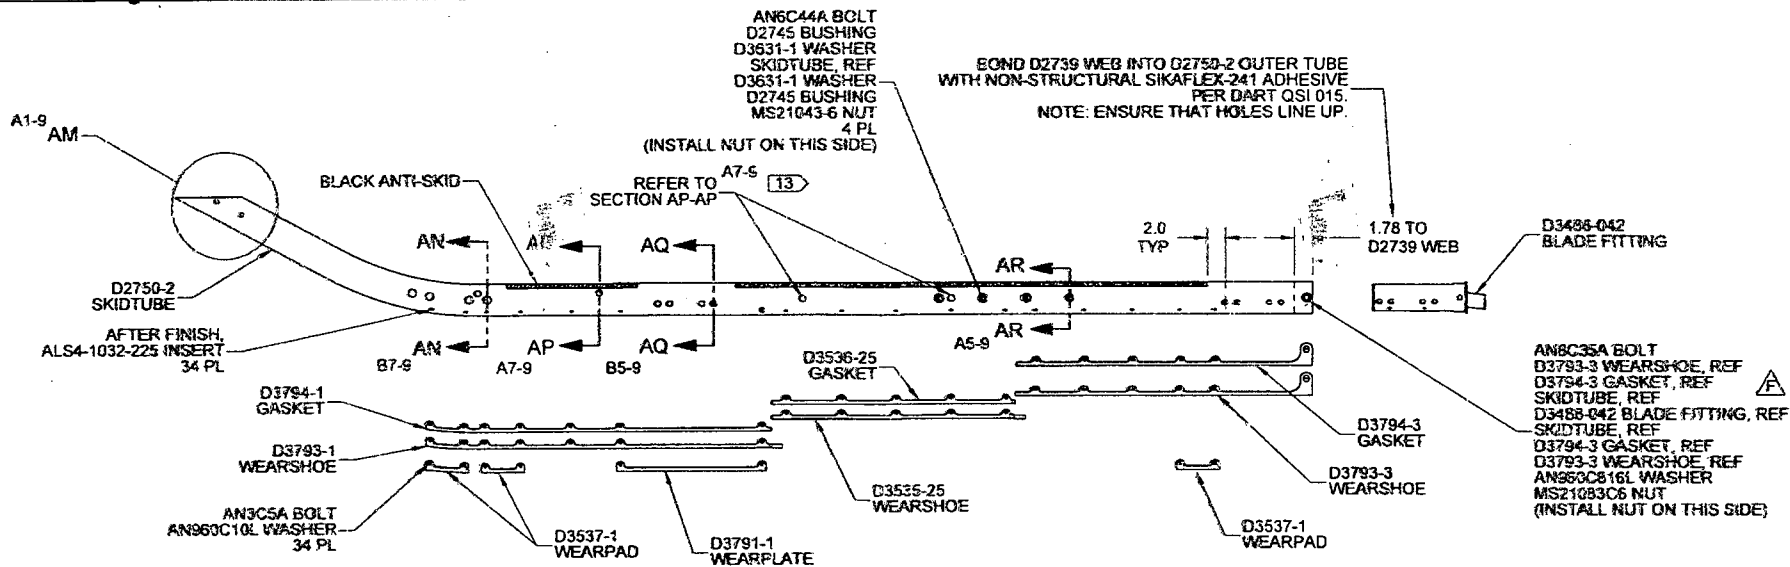 AN6C44A BOLT
D2745 BUSHING
D3631-1 WASHER
SKIDTUBE, REF
D3631-1 WASHER
D2745 BUSHING
MS21043-6 NUT
4 PL
(INSTALL NUT ON THIS SIDE)
BOND D2739 WEB INTO D2750-2 OUTER TUBE
WITH NON-STRUCTURAL SIKAFLEX-241 ADHESIVE
PER DART QSI 015.
NOTE: ENSURE THAT HOLES LINE UP.
A1-9
AM
BLACK ANTI-SKID
REFER TO
SECTION AP-AP
A7-9
13
AN
AP
AQ
AR
2.0
TYP
1.78 TO
D2739 WEB
D3486-042
BLADE FITTING
D2750-2
SKIDTUBE
AFTER FINISH,
ALS4-1032-225 INSERT
34 PL
AN
B7-9
AP
A7-9
AQ
B5-9
AR
A5-9
D3536-25
GASKET
D3794-1
GASKET
D3793-1
WEARSHOE
AN3C5A BOLT
AN960C10L WASHER
34 PL
D3537-1
WEARPAD
D3791-1
WEARPLATE
D3535-25
WEARSHOE
D3794-3
GASKET
D3793-3
WEARSHOE
D3537-1
WEARPAD
AN6C35A BOLT
D3793-3 WEARSHOE, REF
D3794-3 GASKET, REF
SKIDTUBE, REF
D3486-042 BLADE FITTING, REF
SKIDTUBE, REF
D3794-3 GASKET, REF
D3793-3 WEARSHOE, REF
AN960C616L WASHER
MS21083C6 NUT
(INSTALL NUT ON THIS SIDE)
F